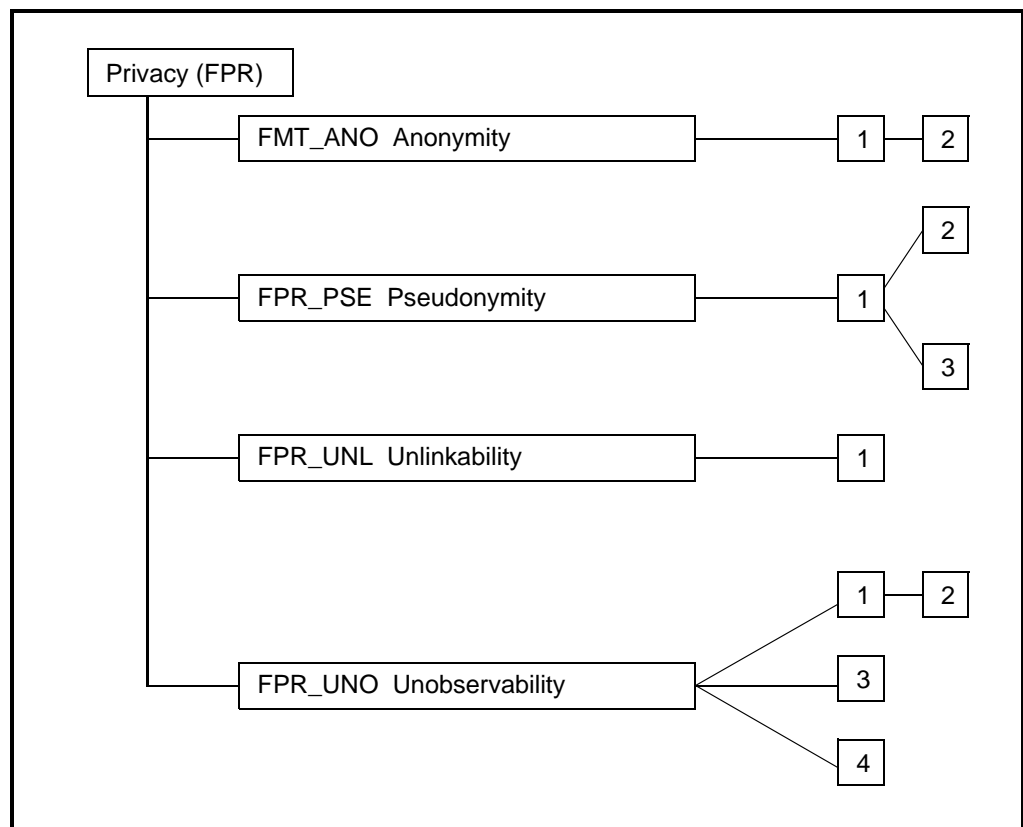 Privacy (FPR)
FMT_ANO Anonymity
1
2
2
FPR_PSE Pseudonymity
1
3
FPR_UNL Unlinkability
1
1
2
FPR_UNO Unobservability
3
4